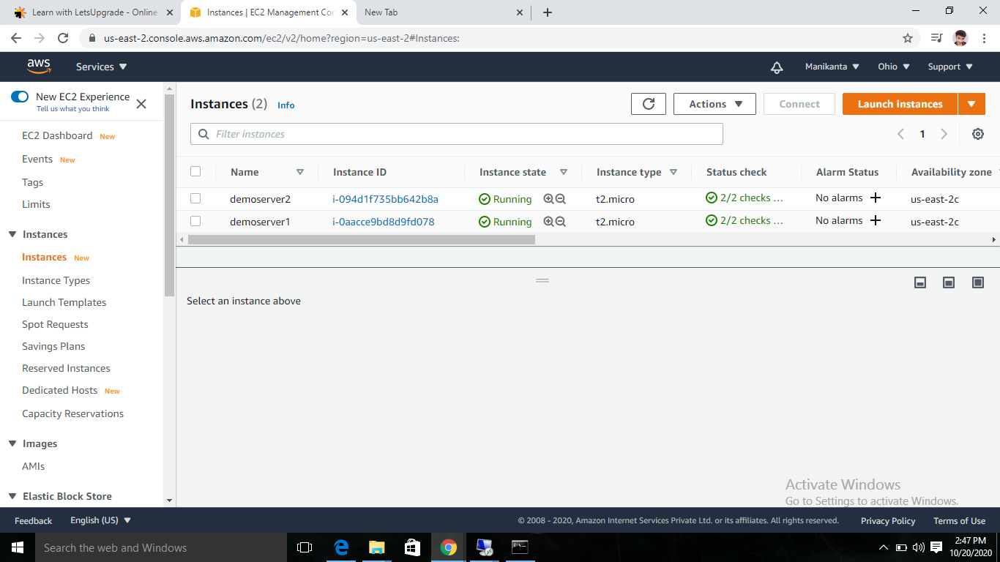 Learn with LetsUpgrade - Online
Instances | EC2 Management Con
New Tab
us-east-2.console.aws.amazon.com/ec2/v2/home?region=us-east-2#Instances:
aws
Services
Manikanta
Ohio
Support
New EC2 Experience
Tell us what you think
EC2 Dashboard New
Events New
Tags
Limits
Instances
Instances New
Instance Types
Launch Templates
Spot Requests
Savings Plans
Reserved Instances
Dedicated Hosts New
Capacity Reservations
Images
AMIs
Elastic Block Store
Instances (2) Info
Actions
Connect
Launch instances
Filter instances
1
Name Instance ID Instance state Instance type Status check Alarm Status Availability zone
demoserver2 i-094d1f735bb642b8a Running t2.micro 2/2 checks ... No alarms + us-east-2c
demoserver1 i-0aacce9bd8d9fd078 Running t2.micro 2/2 checks ... No alarms + us-east-2c
Select an instance above
Activate Windows
Go to Settings to activate Windows.
Feedback
English (US)
© 2008 - 2020, Amazon Internet Services Private Ltd. or its affiliates. All rights reserved.
Privacy Policy
Terms of Use
Search the web and Windows
2:47 PM
10/20/2020